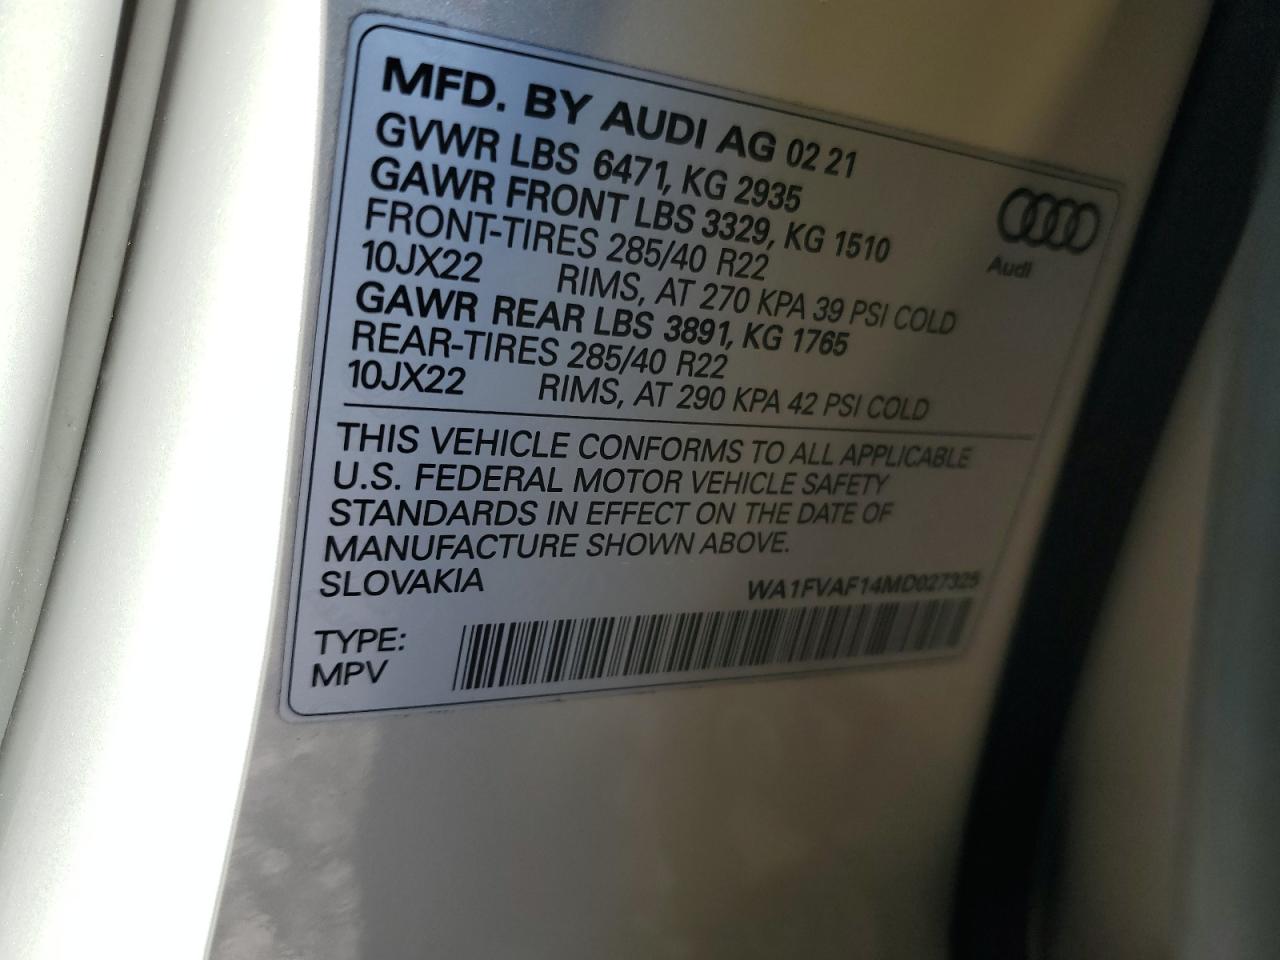 MFD. BY AUDI AG 02 21
GVWR LBS 6471, KG 2935
GAWR FRONT LBS 3329, KG 1510
FRONT-TIRES 285/40 R22
10JX22 RIMS, AT 270 KPA 39 PSI COLD
GAWR REAR LBS 3891, KG 1765
REAR-TIRES 285/40 R22
10JX22 RIMS, AT 290 KPA 42 PSI COLD
Audi
THIS VEHICLE CONFORMS TO ALL APPLICABLE
U.S. FEDERAL MOTOR VEHICLE SAFETY
STANDARDS IN EFFECT ON THE DATE OF
MANUFACTURE SHOWN ABOVE.
SLOVAKIA WA1FVAF14MD027325
TYPE:
MPV